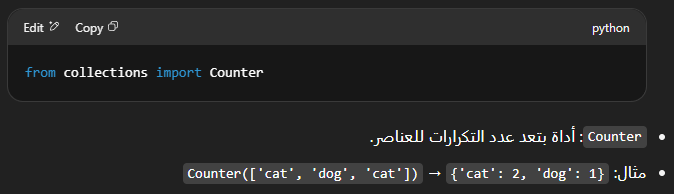 Edit Copy python
from collections import Counter
Counter: أداة بتعد عدد التكرارات للعناصر.
مثال: Counter(['cat', 'dog', 'cat']) → {'cat': 2, 'dog': 1}